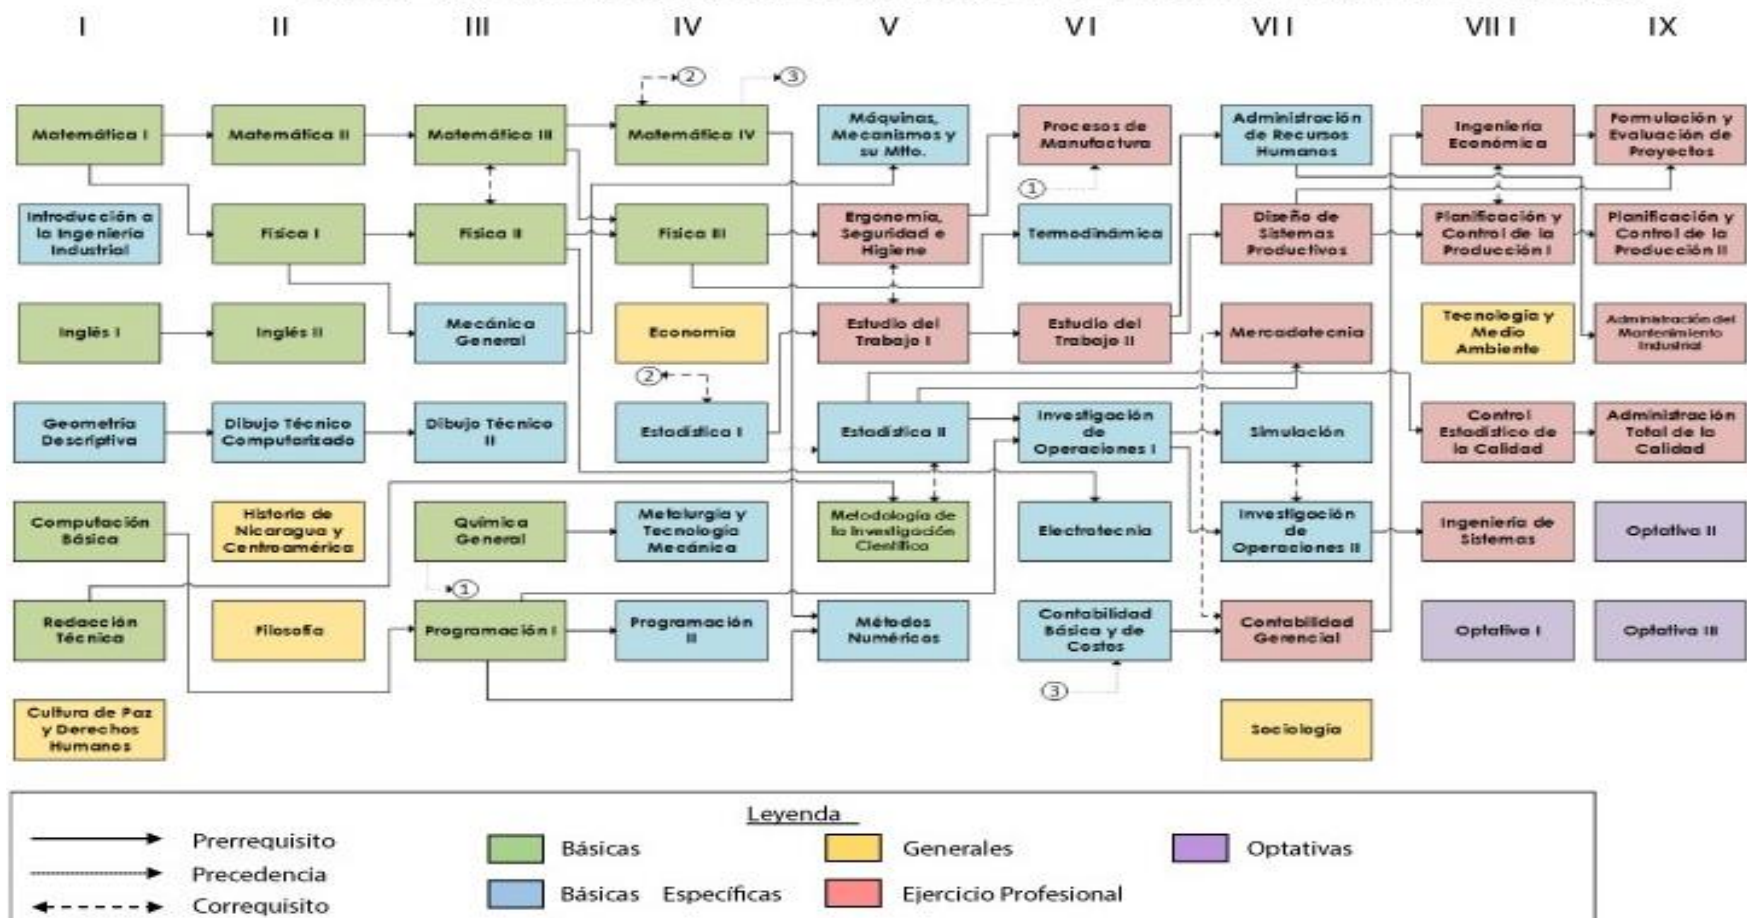 I II III IV V VI VII VIII IX
2 3
Matemática I
Matemática II
Matemática III
Matemática IV
Máquinas,
Mecanismos y
su Mtto.
Procesos de
Manufactura
Administración
de Recursos
Humanos
Ingeniería
Económica
Formulación y
Evaluación de
Proyectos
1
Introducción a
la Ingeniería
Industrial
Física I
Física II
Física III
Ergonomía,
Seguridad e
Higiene
Termodinámica
Diseño de
Sistemas
Productivos
Planificación y
Control de la
Producción I
Planificación y
Control de la
Producción II
Inglés I
Inglés II
Mecánica
General
Economía
Estudio del
Trabajo I
Estudio del
Trabajo II
Mercadotecnia
Tecnología y
Medio
Ambiente
Administración del
Mantenimiento
Industrial
2
Geometría
Descriptiva
Dibujo Técnico
Computarizado
Dibujo Técnico
II
Estadística I
Estadística II
Investigación
de
Operaciones I
Simulación
Control
Estadístico de
la Calidad
Administración
Total de la
Calidad
Computación
Básica
Historia de
Nicaragua y
Centroamérica
Química
General
Metalurgia y
Tecnología
Mecánica
Metodología de
la Investigación
Científica
Electrotecnia
Investigación
de
Operaciones II
Ingeniería de
Sistemas
Optativa II
1
Redacción
Técnica
Filosofía
Programación I
Programación
II
Métodos
Numéricos
Contabilidad
Básica y de
Costos
Contabilidad
Gerencial
Optativa I
Optativa III
3
Cultura de Paz
y Derechos
Humanos
Sociología
Leyenda
Prerrequisito
Precedencia
Correquisito
Básicas
Básicas Específicas
Generales
Ejercicio Profesional
Optativas